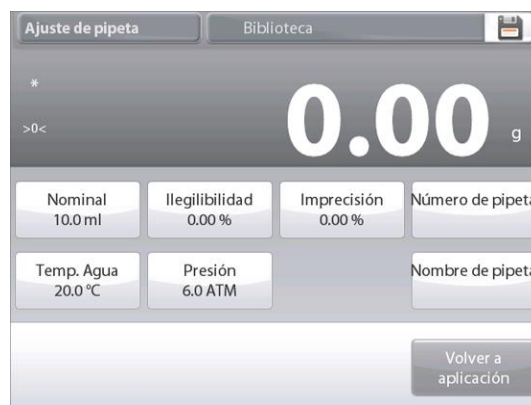 Ajuste de pipeta
Biblioteca
*
>0<
0.00 g
Nominal
10.0 ml
Ilegilibilidad
0.00 %
Imprecisión
0.00 %
Número de pipeta
Temp. Agua
20.0 °C
Presión
6.0 ATM
Nombre de pipeta
Volver a
aplicación